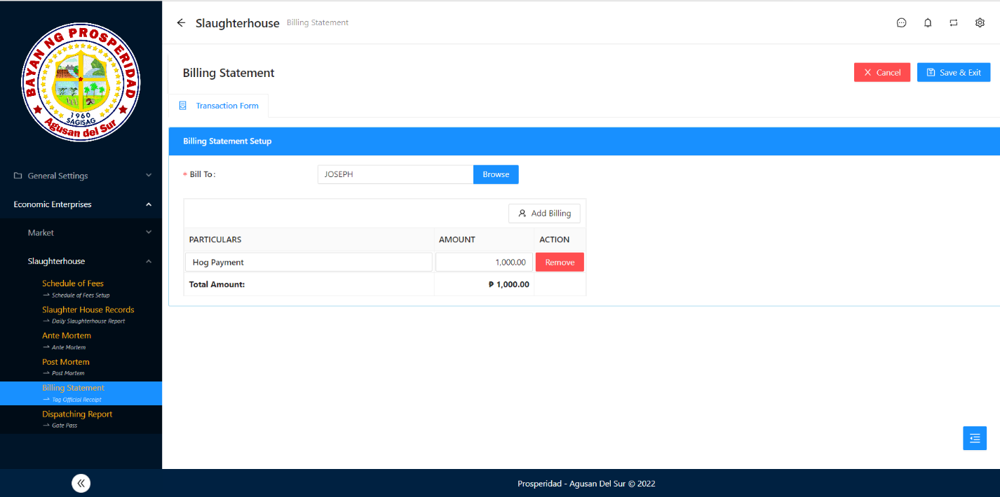 BAYAN NG PROSPERIDAD
1960
SAGISAG
Agusan del Sur
General Settings
Economic Enterprises
Market
Slaughterhouse
Schedule of Fees
Schedule of Fees Setup
Slaughter House Records
Daily Slaughterhouse Report
Ante Mortem
Ante Mortem
Post Mortem
Post Mortem
Billing Statement
Tag Official Receipt
Dispatching Report
Gate Pass
Slaughterhouse Billing Statement
Billing Statement
Cancel Save & Exit
Transaction Form
Billing Statement Setup
* Bill To: JOSEPH Browse
Add Billing
PARTICULARS AMOUNT ACTION
Hog Payment 1,000.00 Remove
Total Amount: ₱ 1,000.00
Prosperidad - Agusan Del Sur © 2022